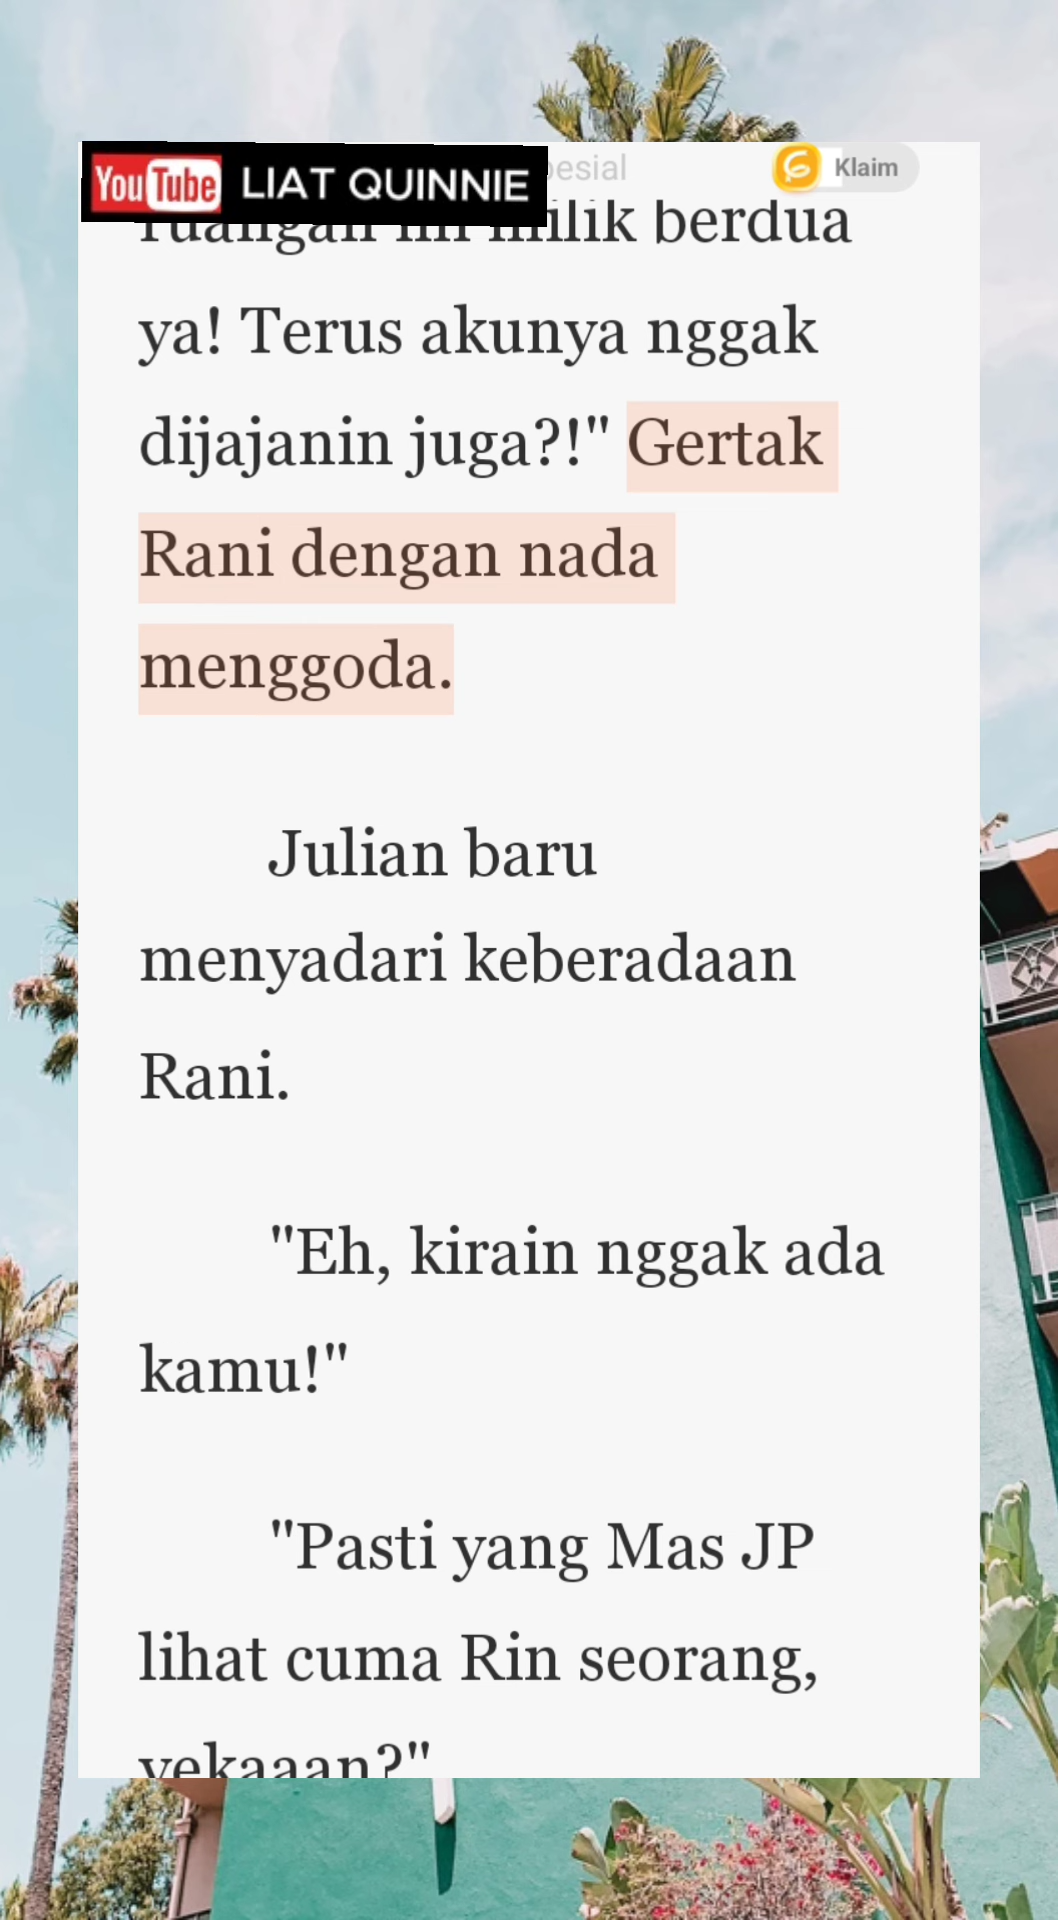 YouTube LIAT QUINNIE
Klaim
milik berdua
ya! Terus akunya nggak
dijajanin juga?!" Gertak
Rani dengan nada
menggoda.
Julian baru
menyadari keberadaan
Rani.
"Eh, kirain nggak ada
kamu!"
"Pasti yang Mas JP
lihat cuma Rin seorang,
yekaaan?"